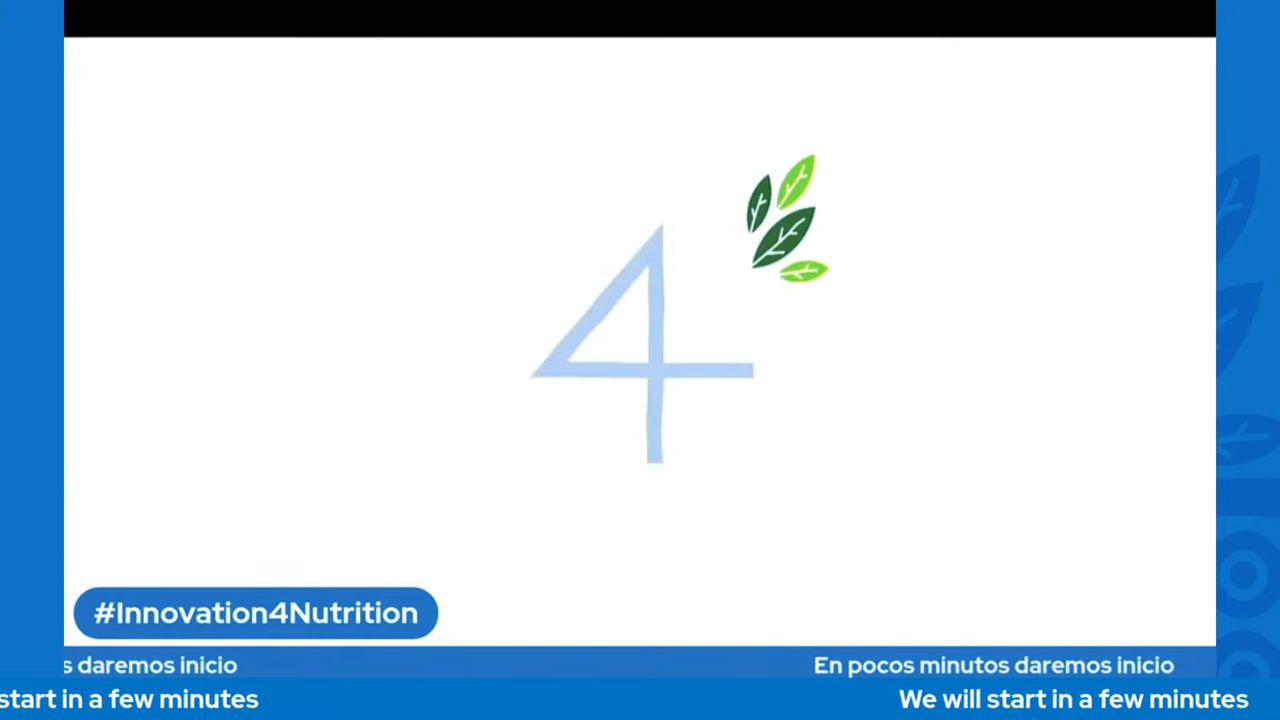 4
#Innovation4Nutrition
s daremos inicio En pocos minutos daremos inicio
start in a few minutes We will start in a few minutes